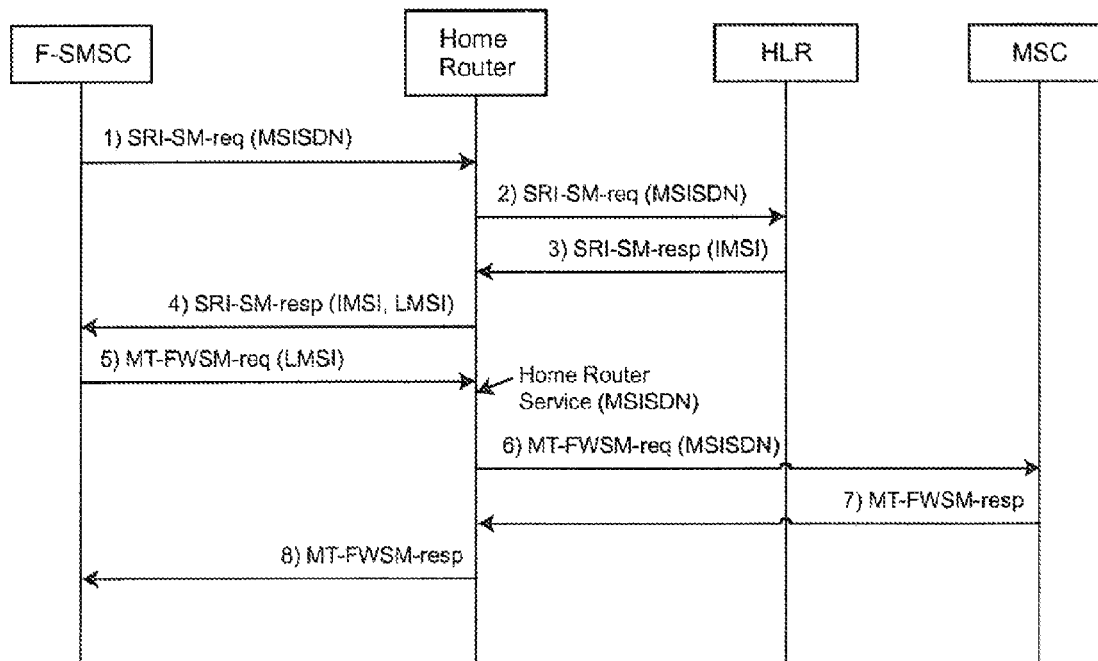 F-SMSC
Home
Router
HLR
MSC
1) SRI-SM-req (MSISDN)
2) SRI-SM-req (MSISDN)
3) SRI-SM-resp (IMSI)
4) SRI-SM-resp (IMSI, LMSI)
5) MT-FWSM-req (LMSI)
Home Router
Service (MSISDN)
6) MT-FWSM-req (MSISDN)
7) MT-FWSM-resp
8) MT-FWSM-resp